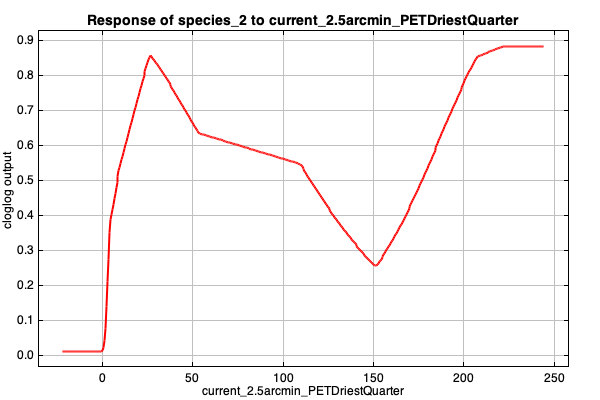 Response of species_2 to current_2.5arcmin_PETDriestQuarter
0.9
0.8
0.7
0.6
0.5
0.4
0.3
0.2
0.1
0.0
cloglog output
0 50 100 150 200 250
current_2.5arcmin_PETDriestQuarter